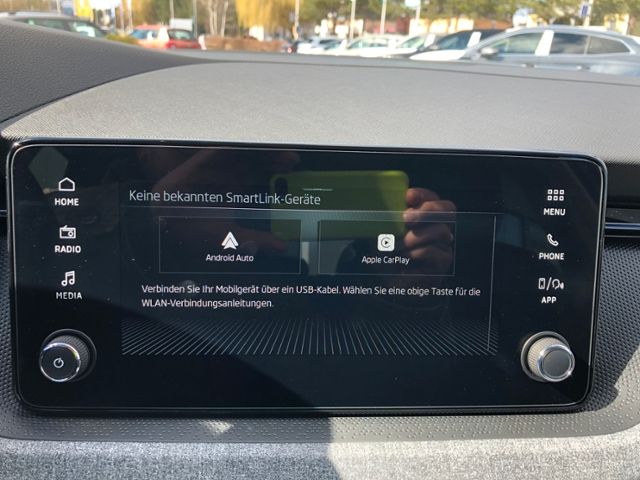 Keine bekannten SmartLink-Geräte
HOME
RADIO
MEDIA
Android Auto
Apple CarPlay
Verbinden Sie Ihr Mobilgerät über ein USB-Kabel. Wählen Sie eine obige Taste für die
WLAN-Verbindungsanleitungen.
MENU
PHONE
APP